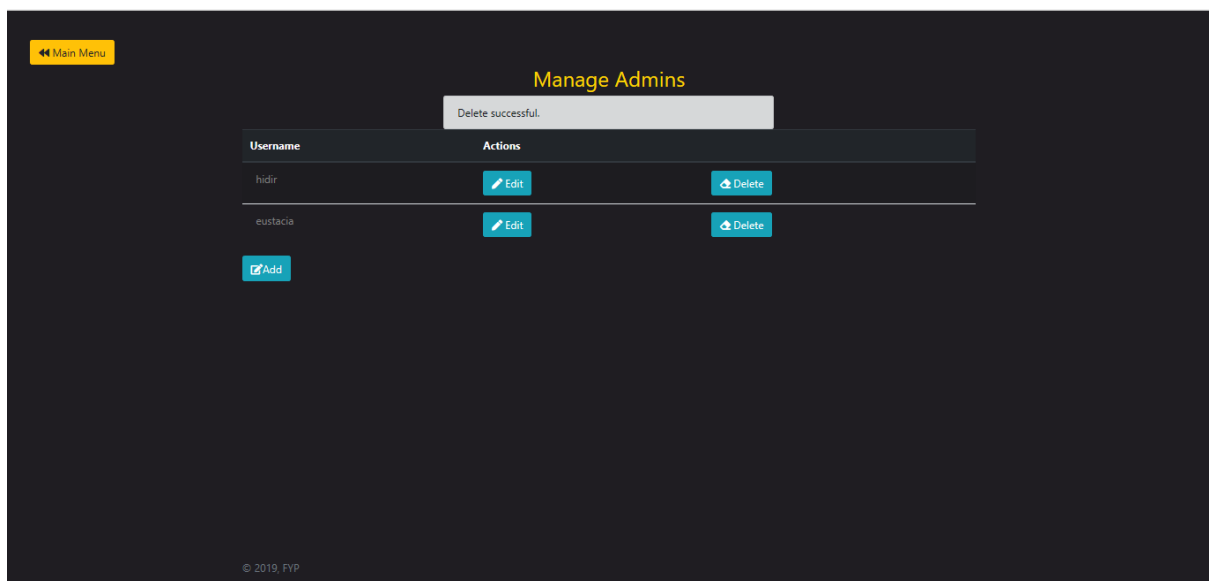 Main Menu
Manage Admins
Delete successful.
Username Actions
hidir Edit Delete
eustacia Edit Delete
Add
© 2019, FYP